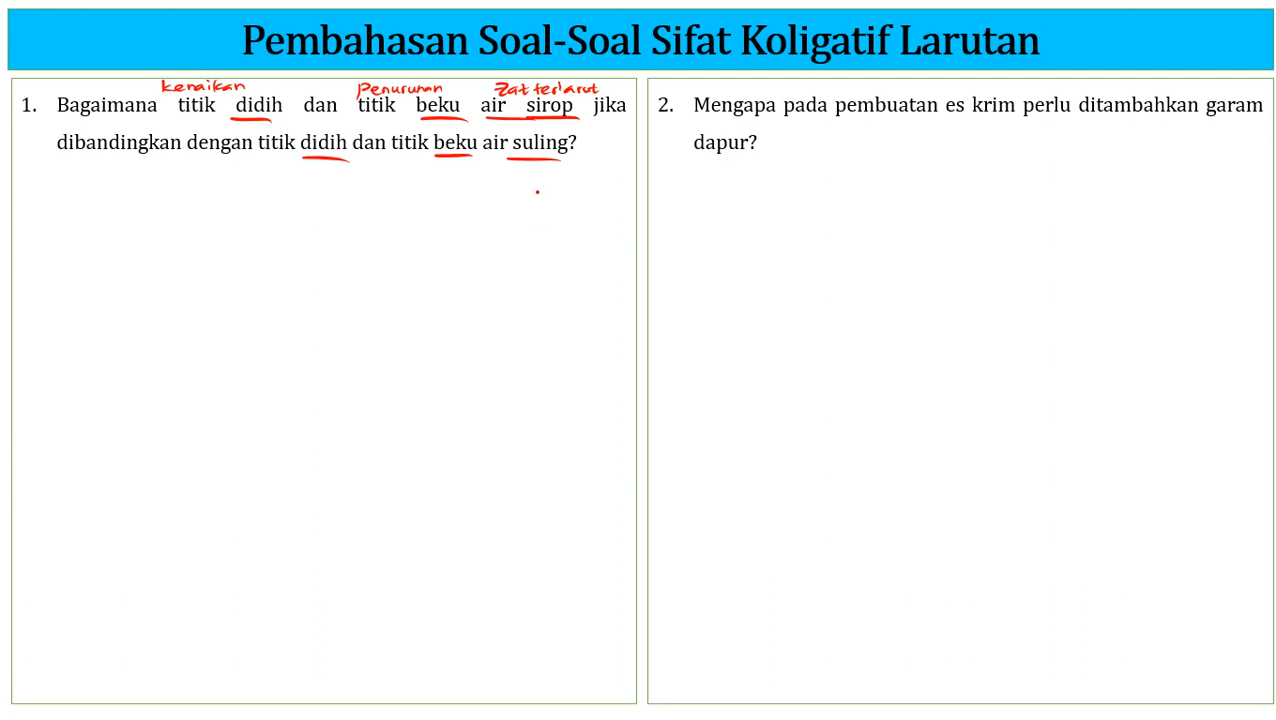 Pembahasan Soal-Soal Sifat Koligatif Larutan
kenaikan Penurunan Zat terlarut
1. Bagaimana titik didih dan titik beku air sirop jika
dibandingkan dengan titik didih dan titik beku air suling?
2. Mengapa pada pembuatan es krim perlu ditambahkan garam
dapur?